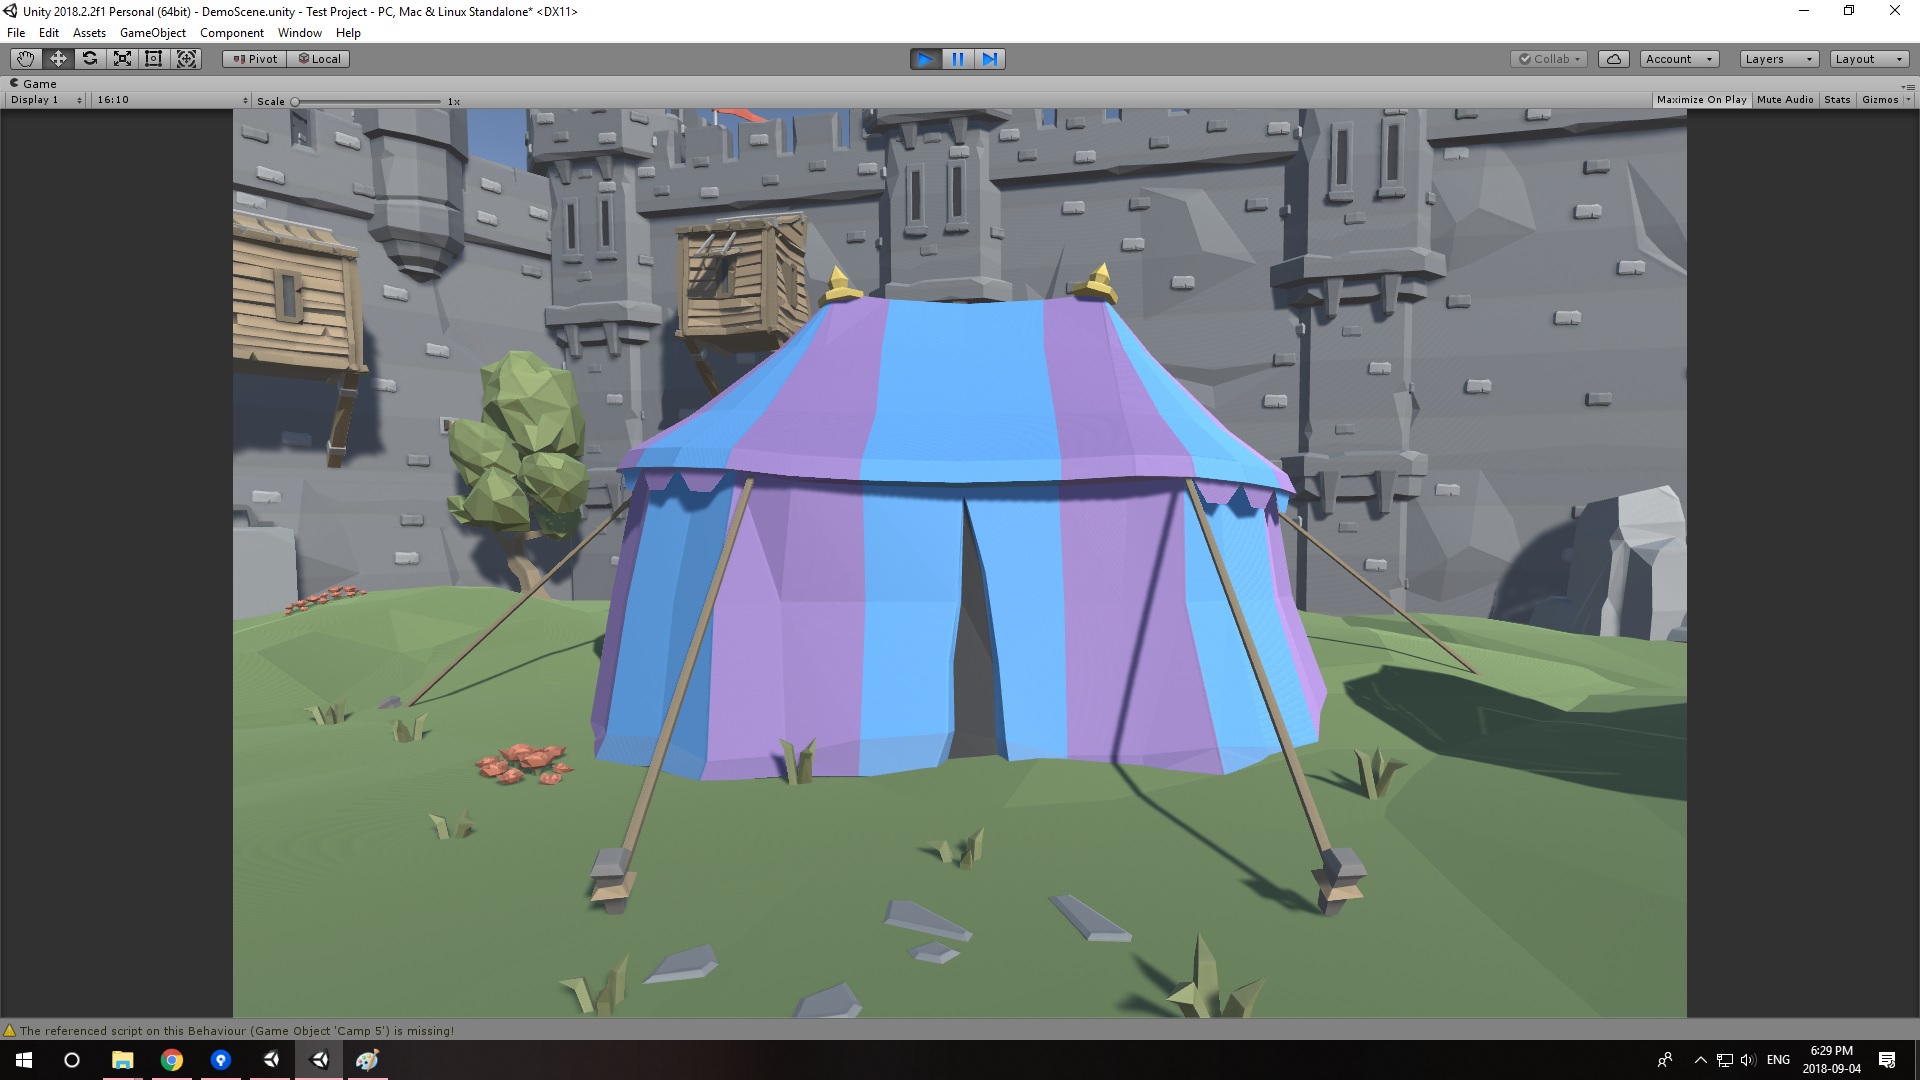 Unity 2018.2.2f1 Personal (64bit) - DemoScene.unity - Test Project - PC, Mac & Linux Standalone* <DX11>
File Edit Assets GameObject Component Window Help
Pivot Local Collab Account Layers Layout
Game
Display 1 16:10 Scale 1x Maximize On Play Mute Audio Stats Gizmos
The referenced script on this Behaviour (Game Object 'Camp 5') is missing!
ENG 6:29 PM
2018-09-04